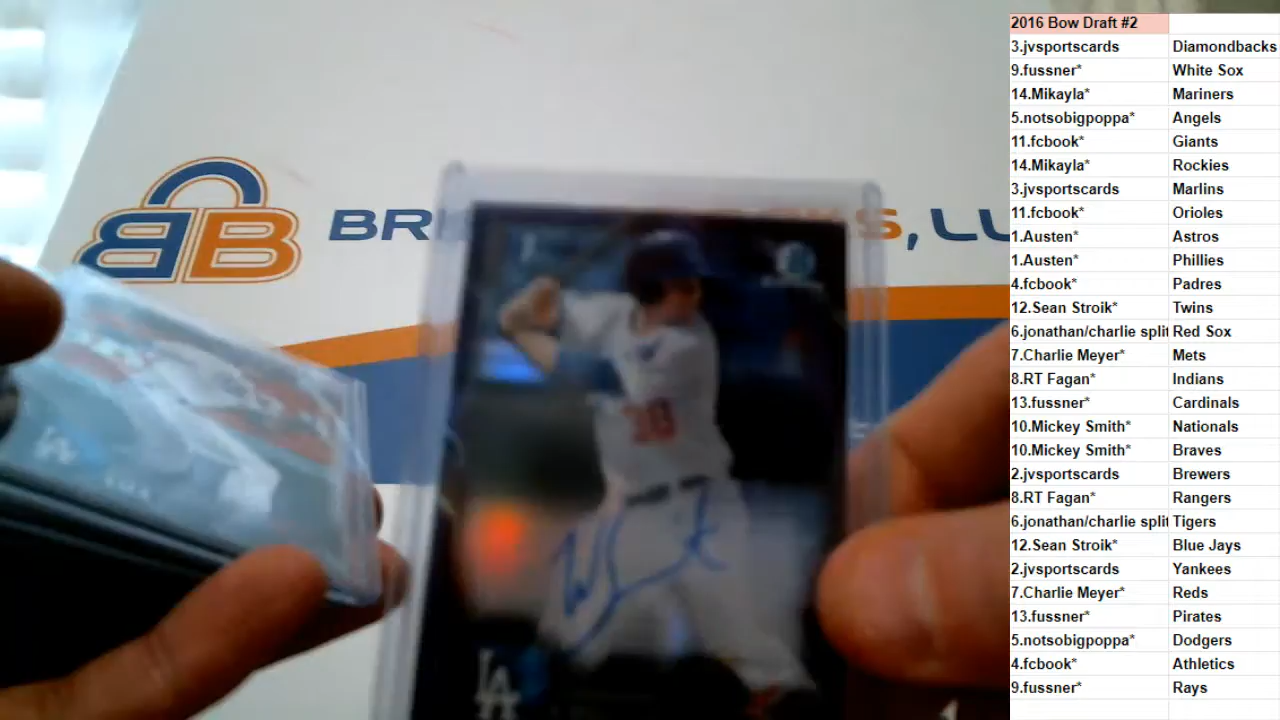 2016 Bow Draft #2
3.jvsportscards Diamondbacks
9.fussner* White Sox
14.Mikayla* Mariners
5.notsobigpoppa* Angels
11.fcbook* Giants
14.Mikayla* Rockies
3.jvsportscards Marlins
11.fcbook* Orioles
1.Austen* Astros
1.Austen* Phillies
4.fcbook* Padres
12.Sean Stroik* Twins
6.jonathan/charlie split Red Sox
7.Charlie Meyer* Mets
8.RT Fagan* Indians
13.fussner* Cardinals
10.Mickey Smith* Nationals
10.Mickey Smith* Braves
2.jvsportscards Brewers
8.RT Fagan* Rangers
6.jonathan/charlie split Tigers
12.Sean Stroik* Blue Jays
2.jvsportscards Yankees
7.Charlie Meyer* Reds
13.fussner* Pirates
5.notsobigpoppa* Dodgers
4.fcbook* Athletics
9.fussner* Rays
BB BRI S, LL
LA
LA